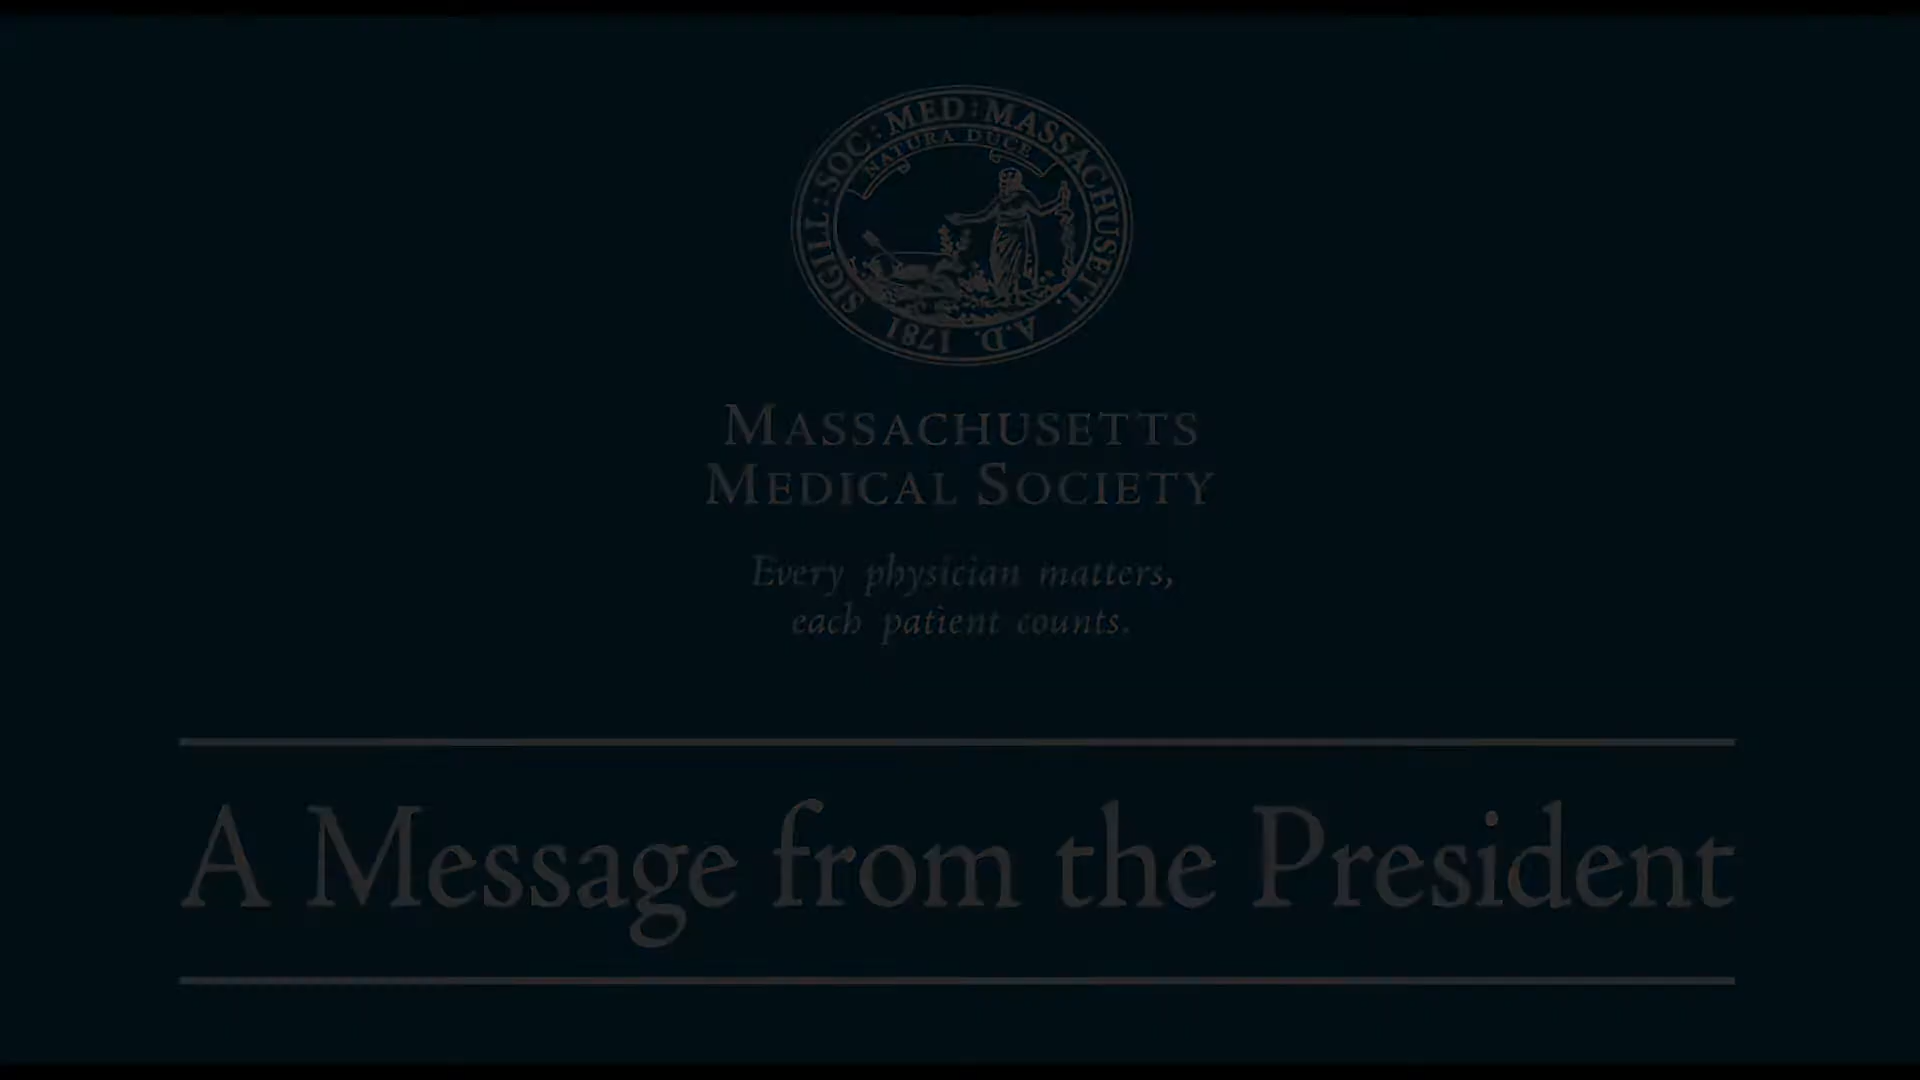 SIGILL : SOC : MED : MASSACHUSETT. A.D. 1781
NATURA DUCE
MASSACHUSETTS
MEDICAL SOCIETY
Every physician matters,
each patient counts.
A Message from the President